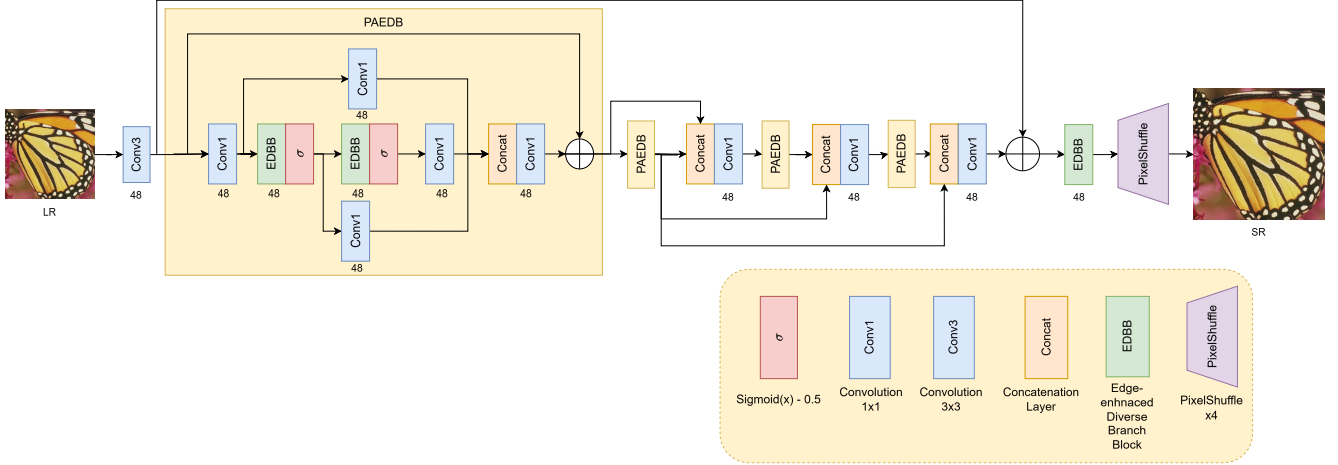 PAEDB
Conv1
48
LR
Conv3
48
Conv1
48
EDBB
48
σ
EDBB
48
σ
Conv1
48
Concat
Conv1
48
Conv1
48
PAEDB
Concat
Conv1
48
PAEDB
Concat
Conv1
48
PAEDB
Concat
Conv1
48
EDBB
48
PixelShuffle
SR
σ
Sigmoid(x) - 0.5
Conv1
Convolution
1x1
Conv3
Convolution
3x3
Concat
Concatenation
Layer
EDBB
Edge-
enhnaced
Diverse
Branch
Block
PixelShuffle
PixelShuffle
x4